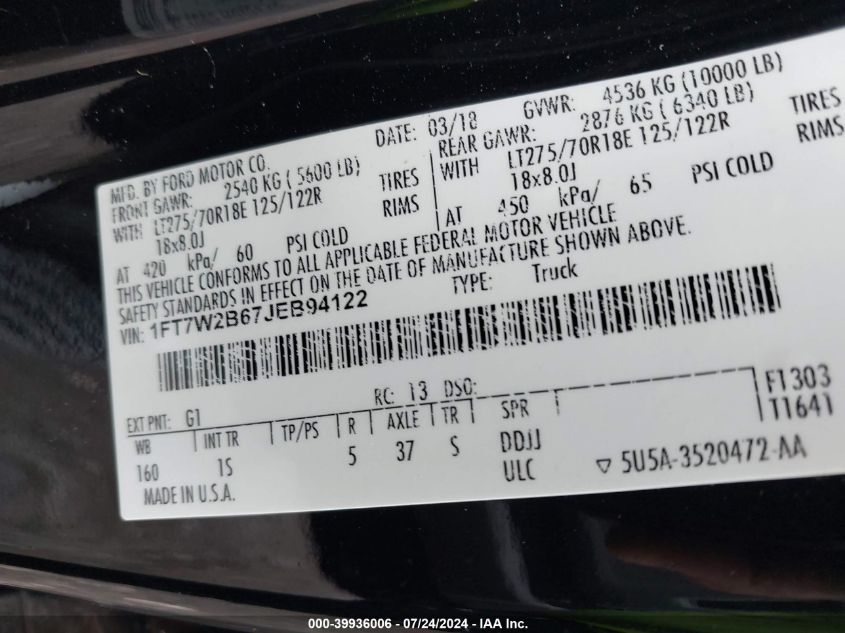 MFD. BY FORD MOTOR CO.
DATE: 03/18
GVWR: 4536 KG (10000 LB)
FRONT GAWR: 2540 KG ( 5600 LB)
REAR GAWR: 2876 KG ( 6340 LB)
WITH LT275/70R18E 125/122R TIRES
WITH LT275/70R18E 125/122R TIRES
18x8.0J RIMS
18x8.0J RIMS
AT 420 kPa/ 60 PSI COLD
AT 450 kPa/ 65 PSI COLD
THIS VEHICLE CONFORMS TO ALL APPLICABLE FEDERAL MOTOR VEHICLE
SAFETY STANDARDS IN EFFECT ON THE DATE OF MANUFACTURE SHOWN ABOVE.
VIN: 1FT7W2B67JEB94122
TYPE: Truck
RC: 13 DSO:
F1303
T1641
EXT PNT: G1
WB INT TR TP/PS R AXLE TR SPR
160 1S 5 37 S DDJJ
ULC
MADE IN U.S.A.
▽ 5U5A-3520472-AA
000-39936006 / 07/24/2024 - IAA Inc.